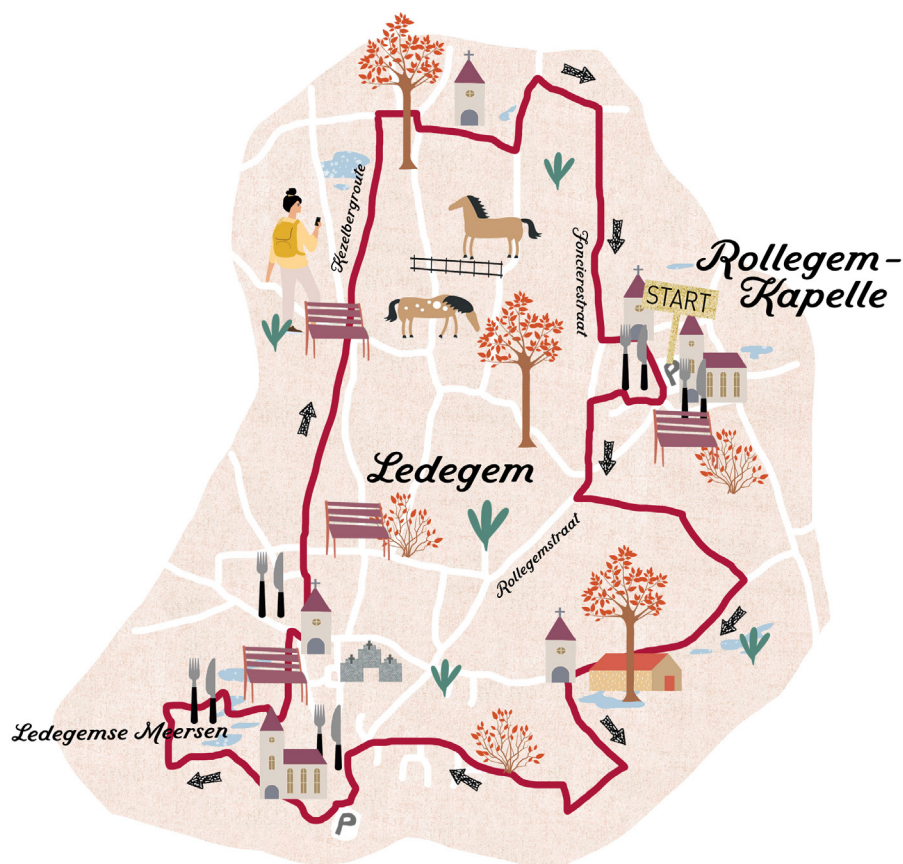 Kezelbergroute
Foncierestraat
Rollegem-
Kapelle
START
P
Ledegem
Rollegemstraat
Ledegemse Meersen
P